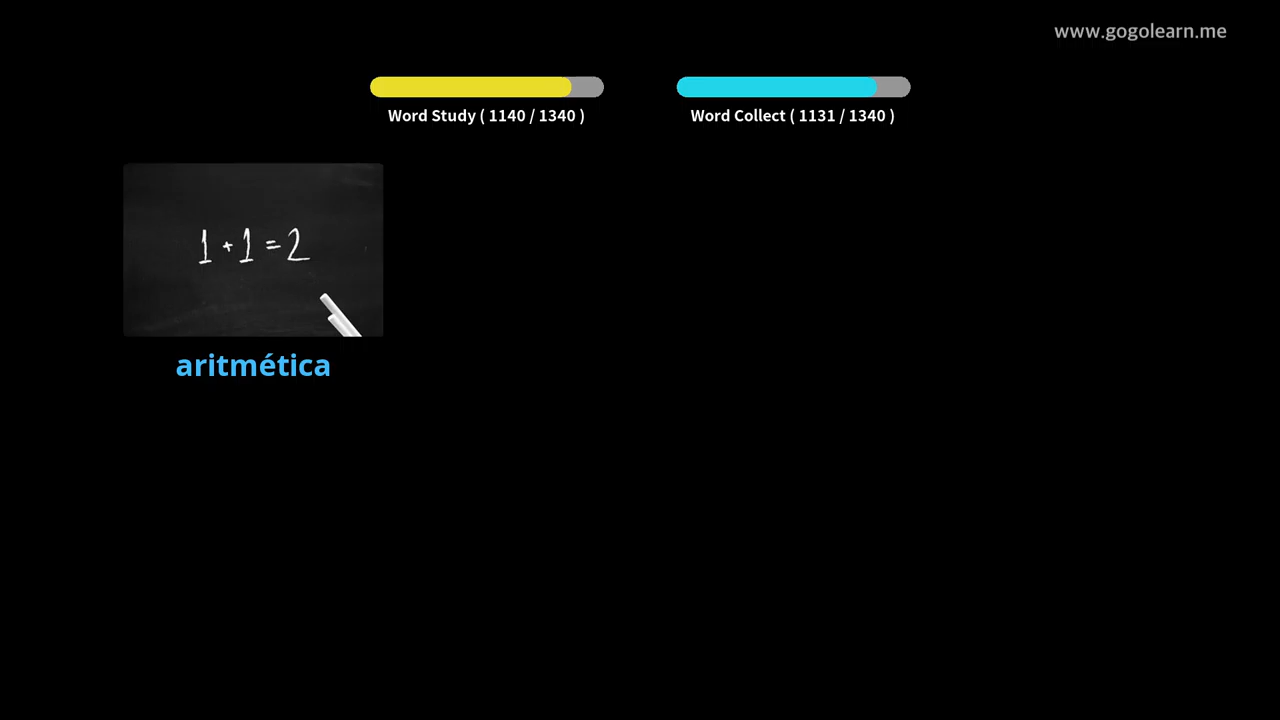 www.gogolearn.me
Word Study ( 1140 / 1340 )
Word Collect ( 1131 / 1340 )
1 + 1 = 2
aritmética